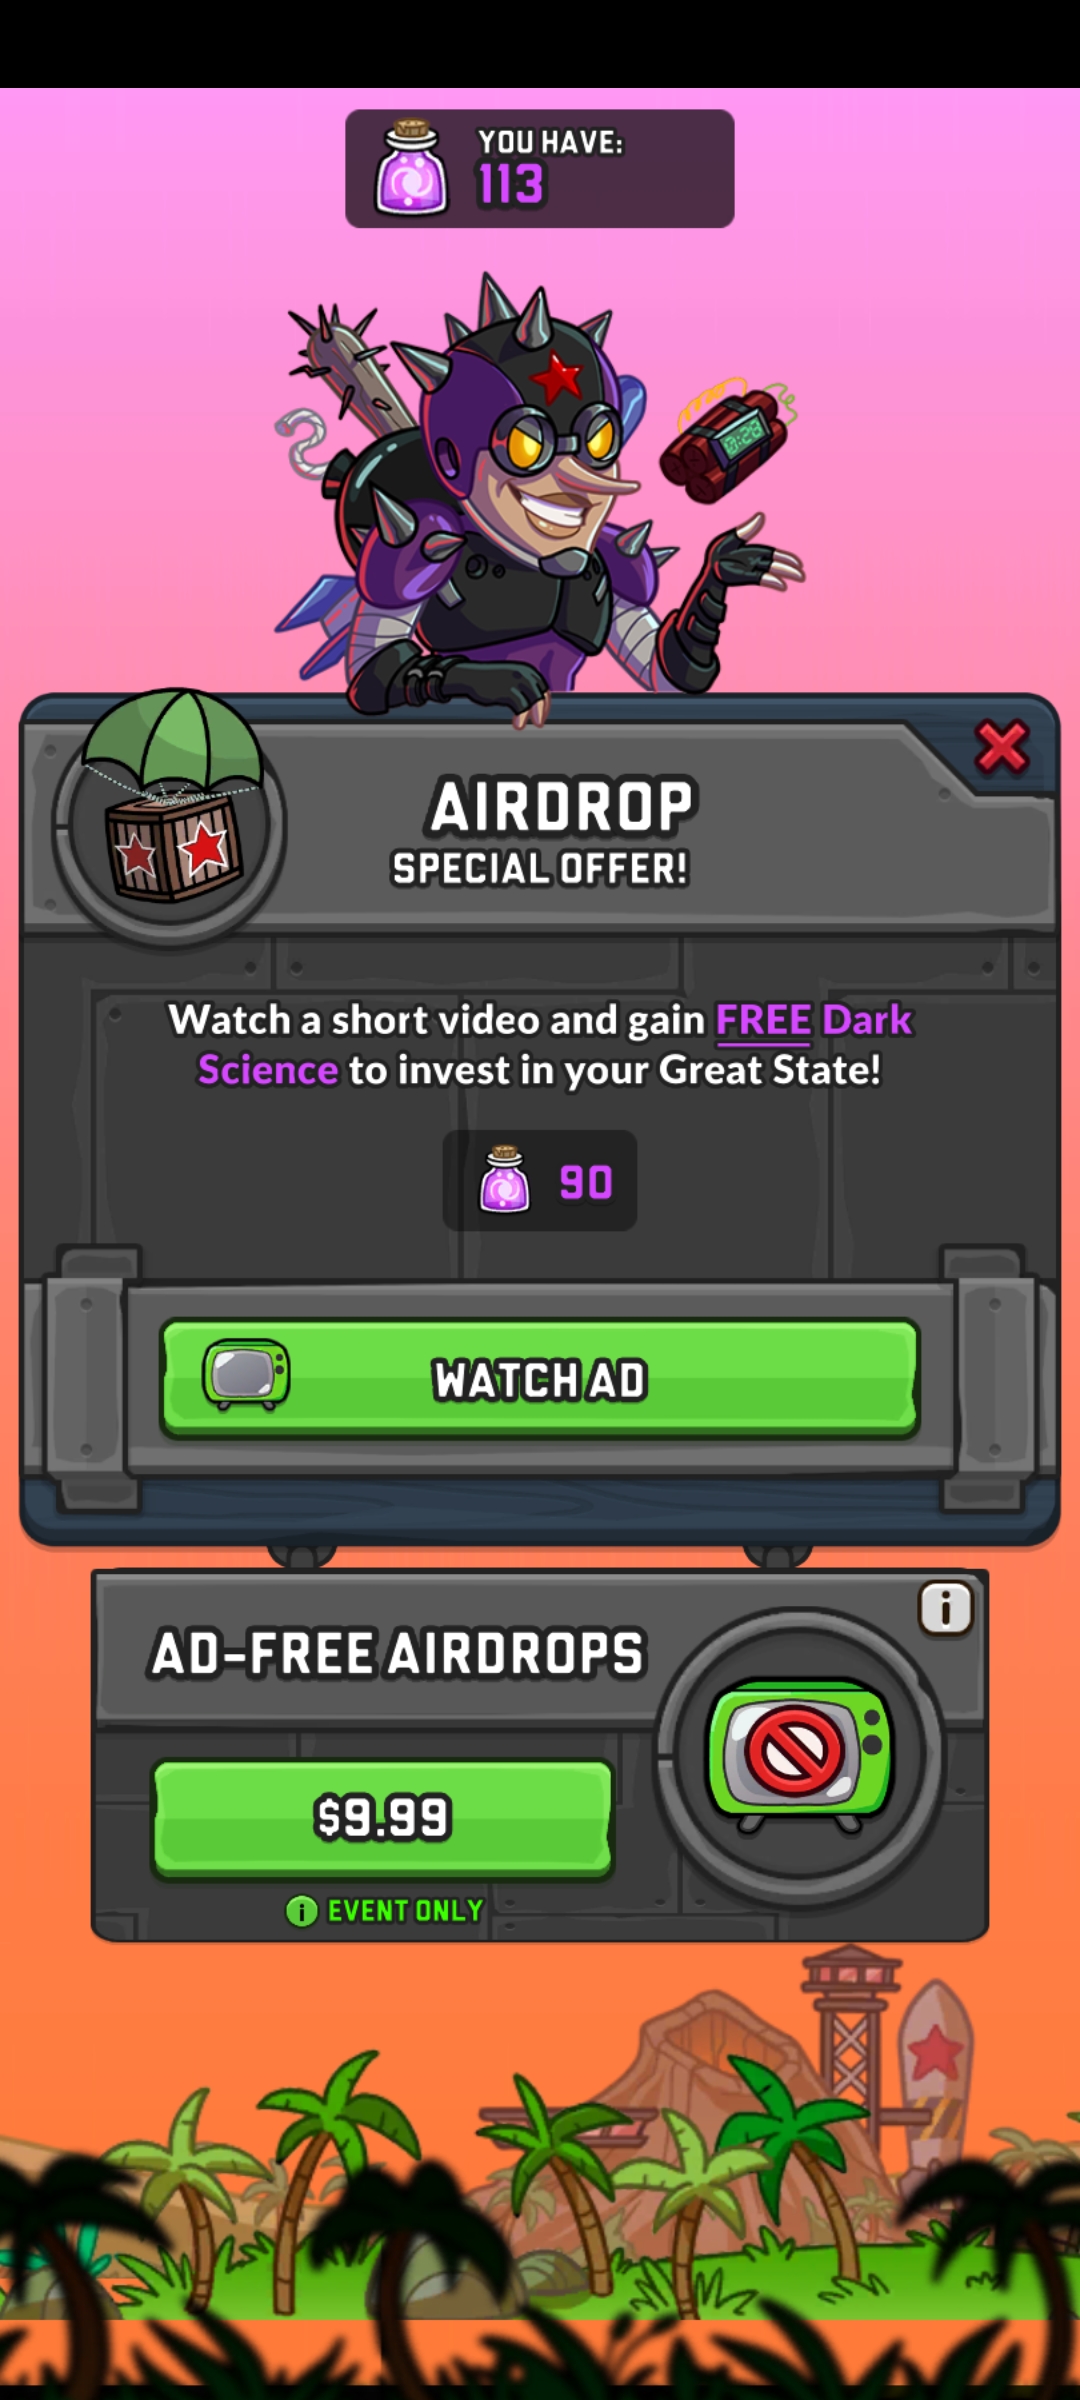 YOU HAVE:
113
0:28
AIRDROP
SPECIAL OFFER!
Watch a short video and gain FREE Dark
Science to invest in your Great State!
90
WATCH AD
AD-FREE AIRDROPS
$9.99
EVENT ONLY